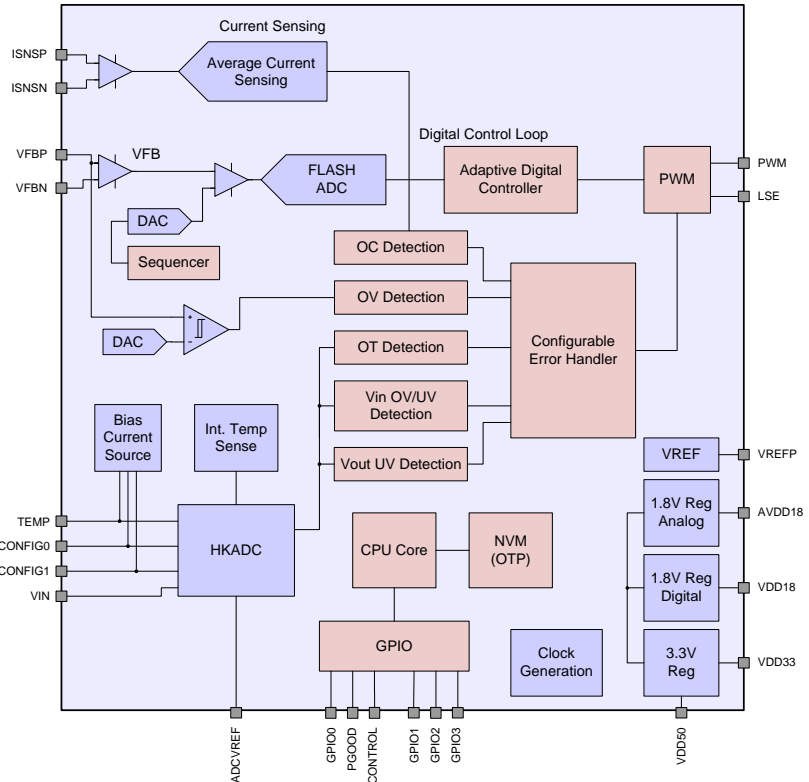 Current Sensing
ISNSP
ISNSN
Average Current
Sensing
Digital Control Loop
VFBP
VFBN
VFB
FLASH
ADC
Adaptive Digital
Controller
PWM
PWM
LSE
DAC
Sequencer
OC Detection
OV Detection
+
-
DAC
OT Detection
Configurable
Error Handler
Vin OV/UV
Detection
Vout UV Detection
Bias
Current
Source
Int. Temp
Sense
VREF
VREFP
TEMP
CONFIG0
CONFIG1
VIN
HKADC
CPU Core
NVM
(OTP)
1.8V Reg
Analog
AVDD18
1.8V Reg
Digital
VDD18
GPIO
Clock
Generation
3.3V
Reg
VDD33
ADCVREF
GPIO0
PGOOD
CONTROL
GPIO1
GPIO2
GPIO3
VDD50